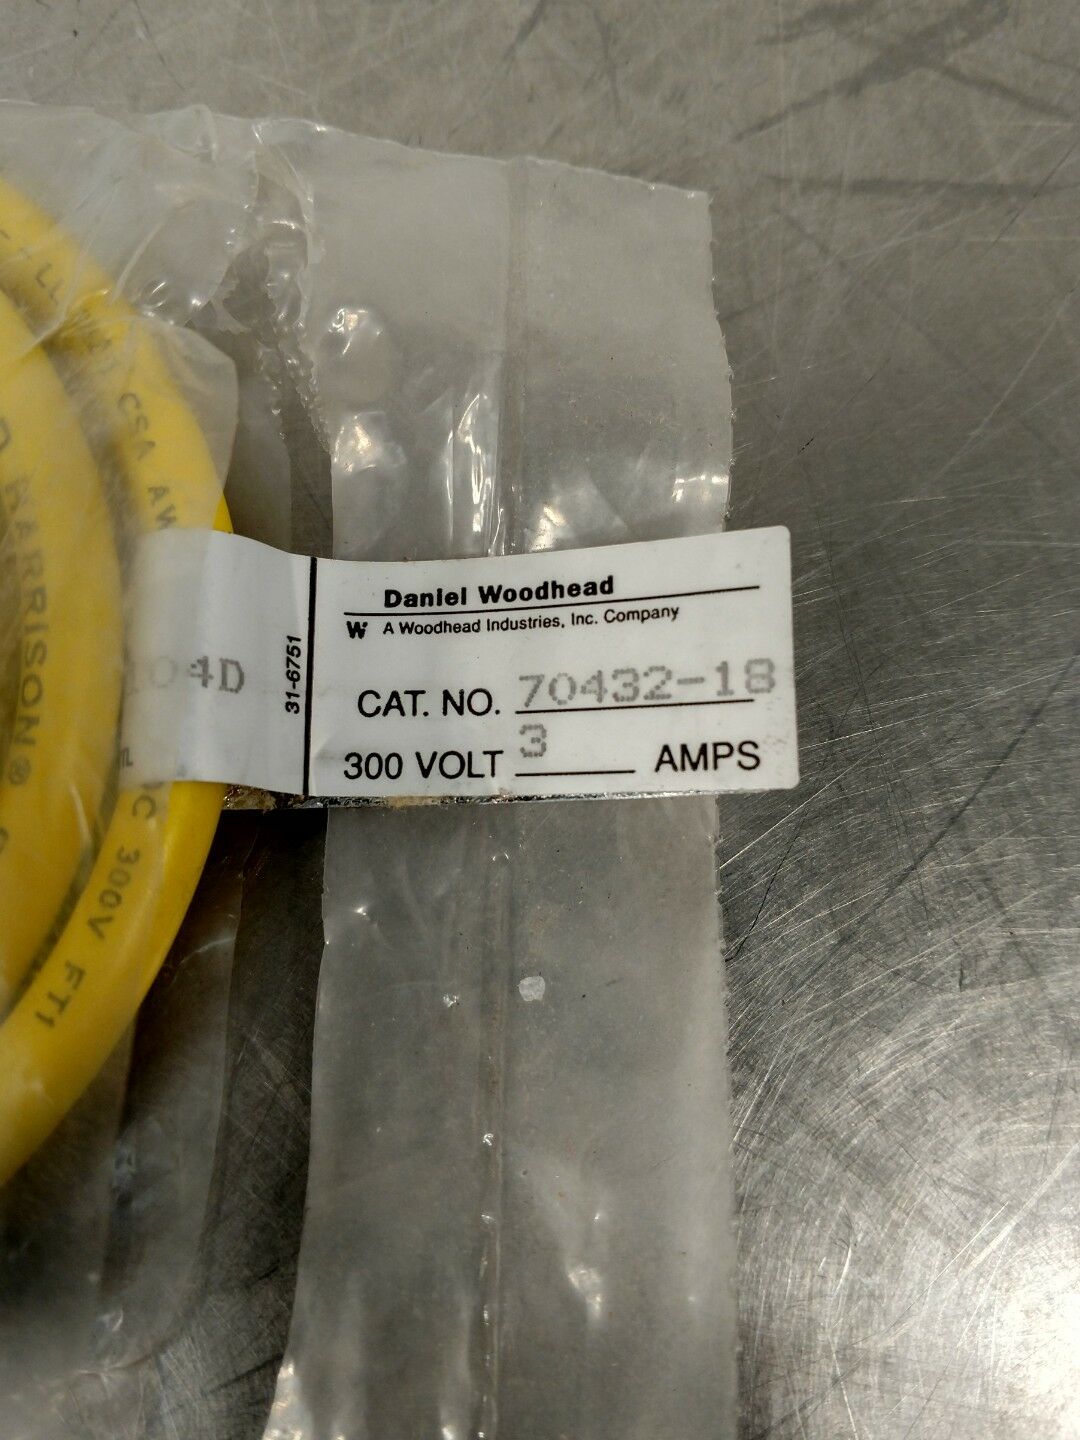 Daniel Woodhead
W A Woodhead Industries, Inc. Company
CAT. NO. 70432-18
300 VOLT 3 AMPS
31-6751
04D
CSA AW
HARRISON®
C 300V FT1